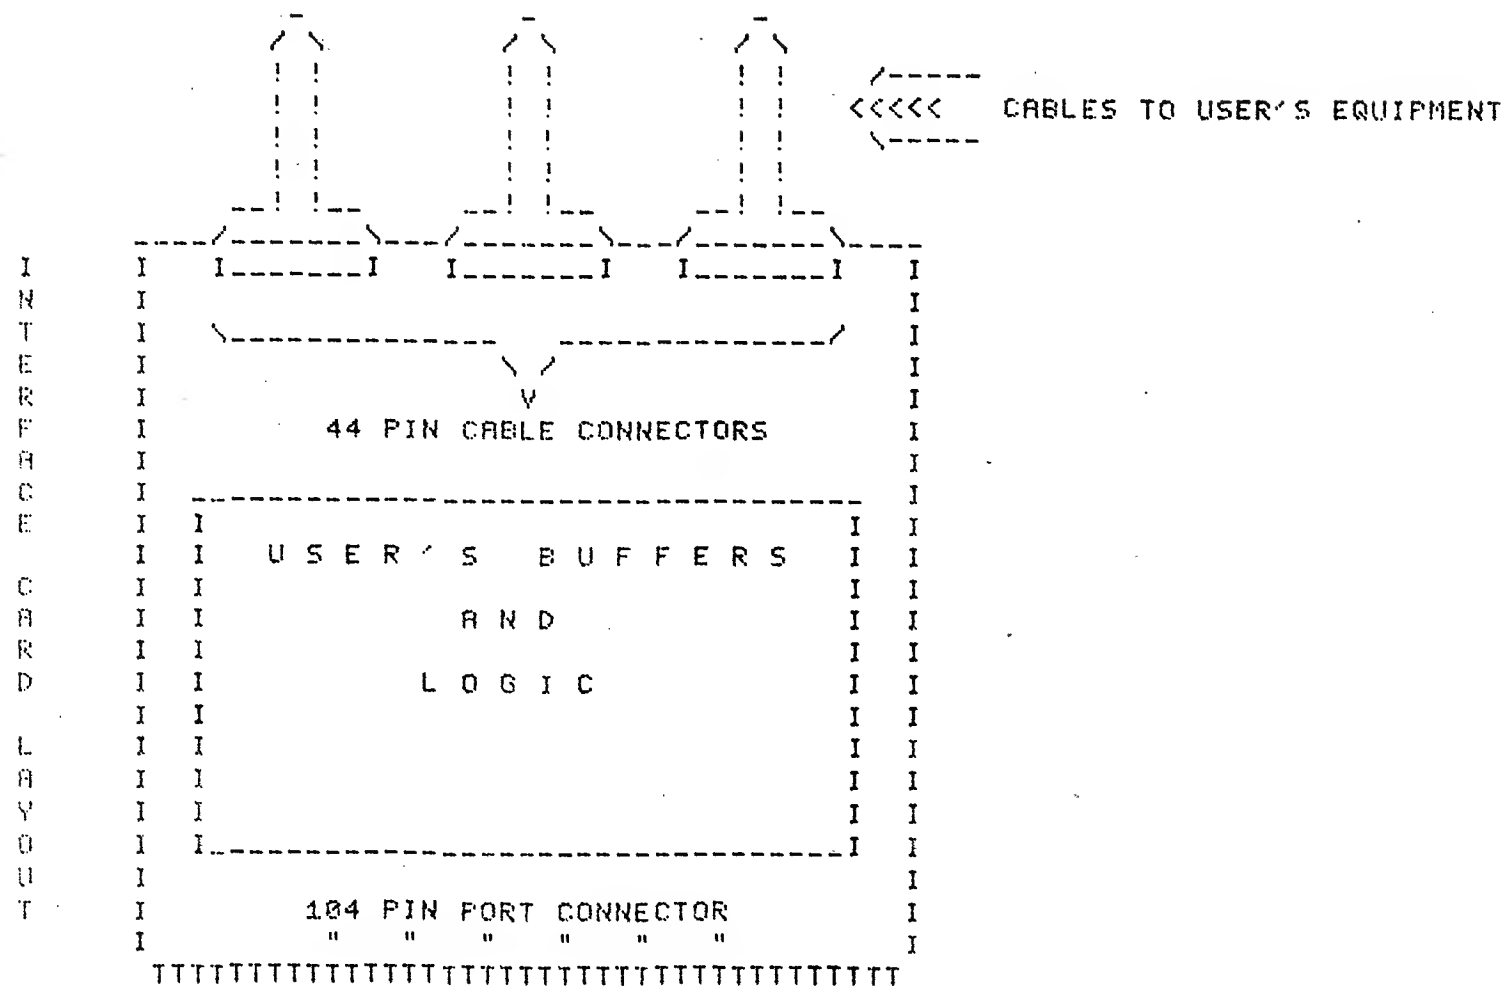 CABLES TO USER'S EQUIPMENT
INTERFACE CARD LAYOUT
44 PIN CABLE CONNECTORS
USER'S BUFFERS
AND
LOGIC
104 PIN PORT CONNECTOR